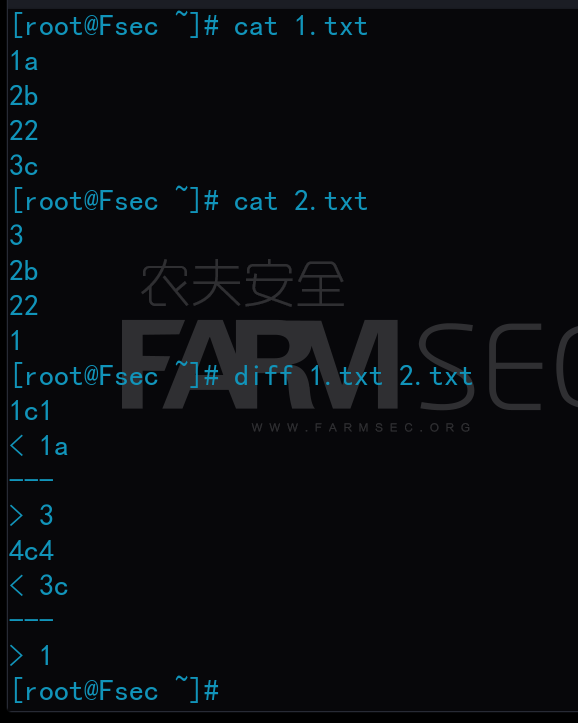 [root@Fsec ~]# cat 1.txt
1a
2b
22
3c
[root@Fsec ~]# cat 2.txt
3
2b
22
1
[root@Fsec ~]# diff 1.txt 2.txt
1c1
< 1a
---
> 3
4c4
< 3c
---
> 1
[root@Fsec ~]#
农夫安全
FARMSEC
WWW.FARMSEC.ORG